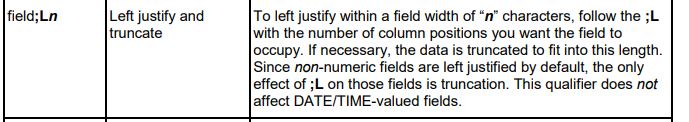 field;Ln
Left justify and
truncate
To left justify within a field width of “n” characters, follow the ;L
with the number of column positions you want the field to
occupy. If necessary, the data is truncated to fit into this length.
Since non-numeric fields are left justified by default, the only
effect of ;L on those fields is truncation. This qualifier does not
affect DATE/TIME-valued fields.